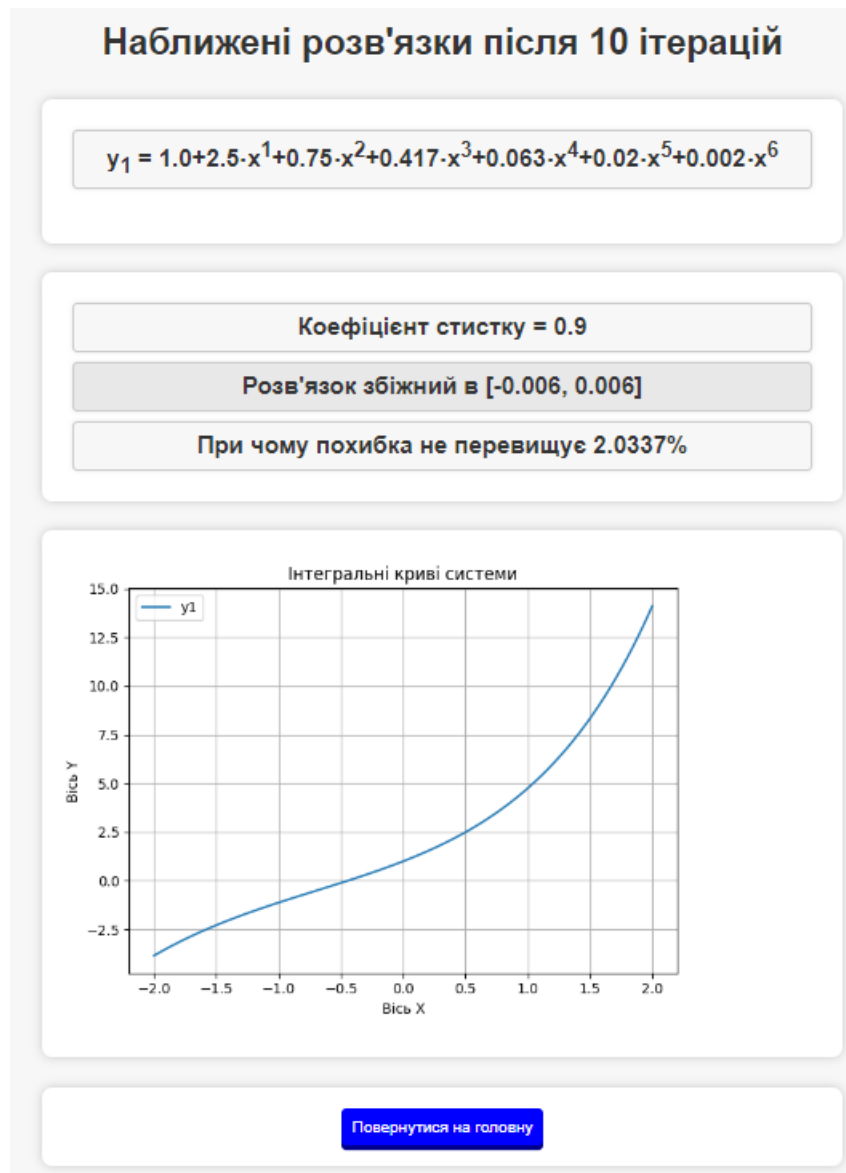 Наближені розв'язки після 10 ітерацій
y₁ = 1.0+2.5·x¹+0.75·x²+0.417·x³+0.063·x⁴+0.02·x⁵+0.002·x⁶
Коефіцієнт стистку = 0.9
Розв'язок збіжний в [-0.006, 0.006]
При чому похибка не перевищує 2.0337%
Інтегральні криві системи
y1
15.0
12.5
10.0
7.5
5.0
2.5
0.0
−2.5
Вісь Y
−2.0 −1.5 −1.0 −0.5 0.0 0.5 1.0 1.5 2.0
Вісь X
Повернутися на головну